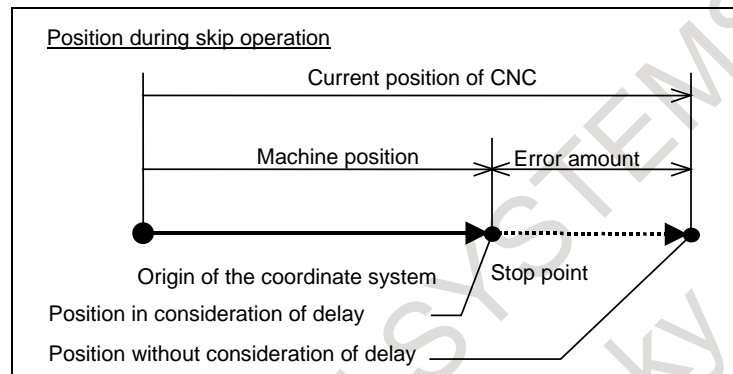 Position during skip operation
Current position of CNC
Machine position
Error amount
Origin of the coordinate system
Stop point
Position in consideration of delay
Position without consideration of delay